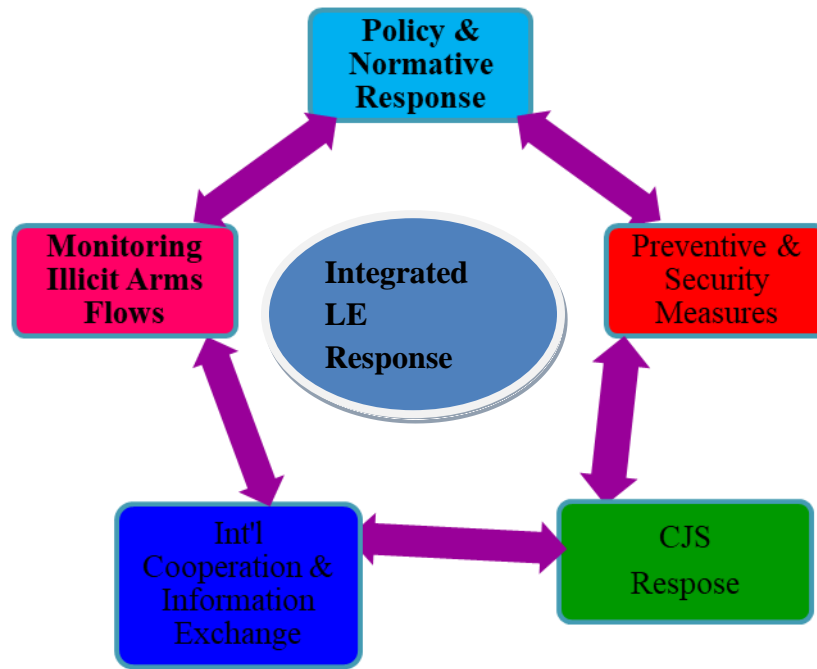 Policy &
Normative
Response
Monitoring
Illicit Arms
Flows
Integrated
LE
Response
Preventive &
Security
Measures
Int'l
Cooperation &
Information
Exchange
CJS
Respose